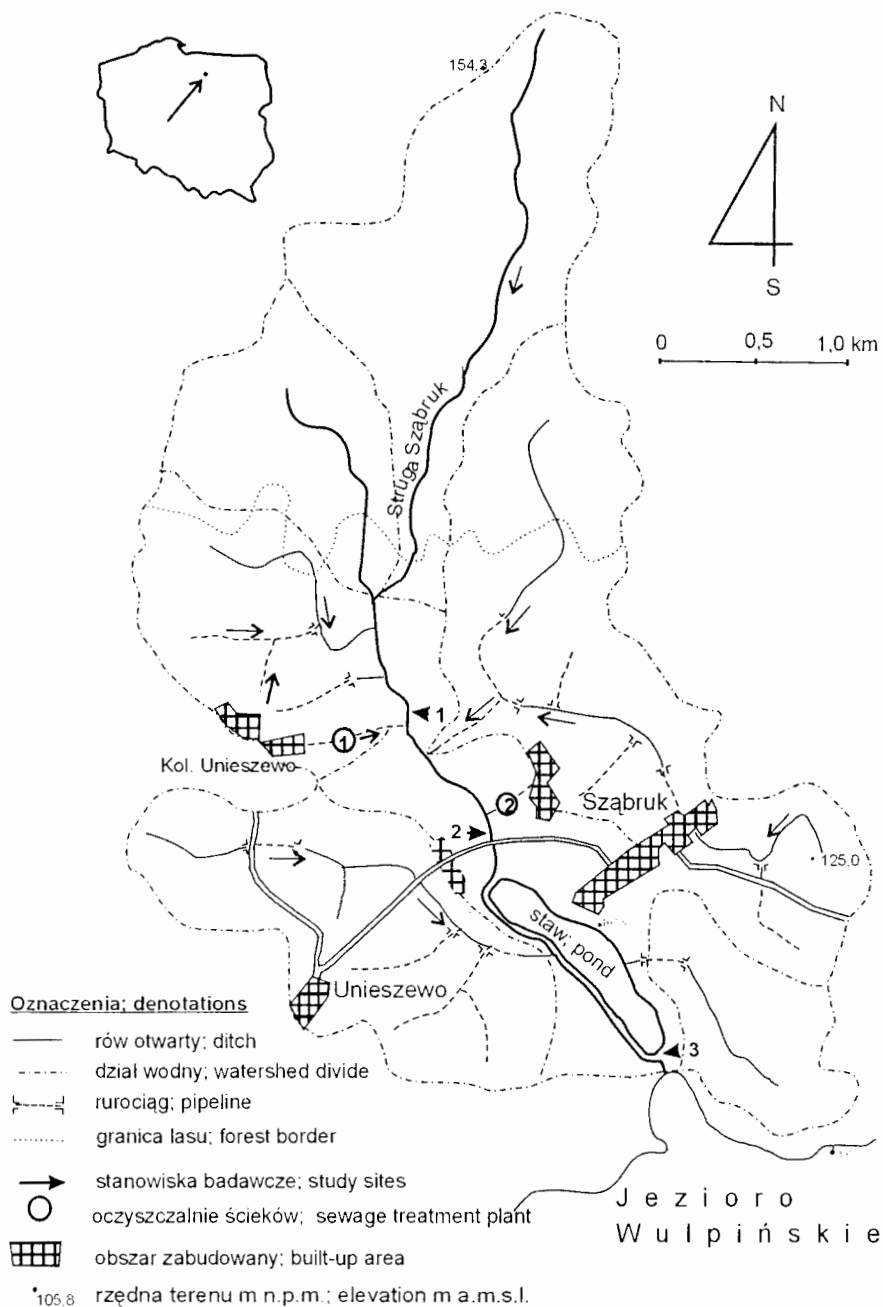 154.3
N
S
0 0,5 1,0 km
Struga Sząbruk
1
1
Kol. Unieszewo
2
Sząbruk
2
125.0
staw; pond
Unieszewo
3
Oznaczenia; denotations
rów otwarty; ditch
dział wodny; watershed divide
rurociąg; pipeline
granica lasu; forest border
stanowiska badawcze; study sites
oczyszczalnie ścieków; sewage treatment plant
obszar zabudowany; built-up area
105,8 rzędna terenu m n.p.m.; elevation m a.m.s.l.
Jezioro
Wulpińskie